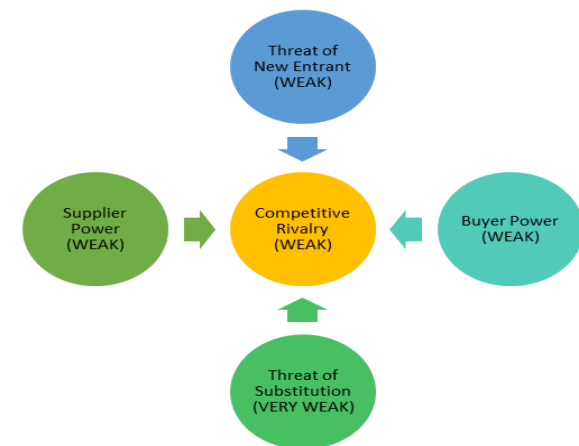 Threat of
New Entrant
(WEAK)
Supplier
Power
(WEAK)
Competitive
Rivalry
(WEAK)
Buyer Power
(WEAK)
Threat of
Substitution
(VERY WEAK)